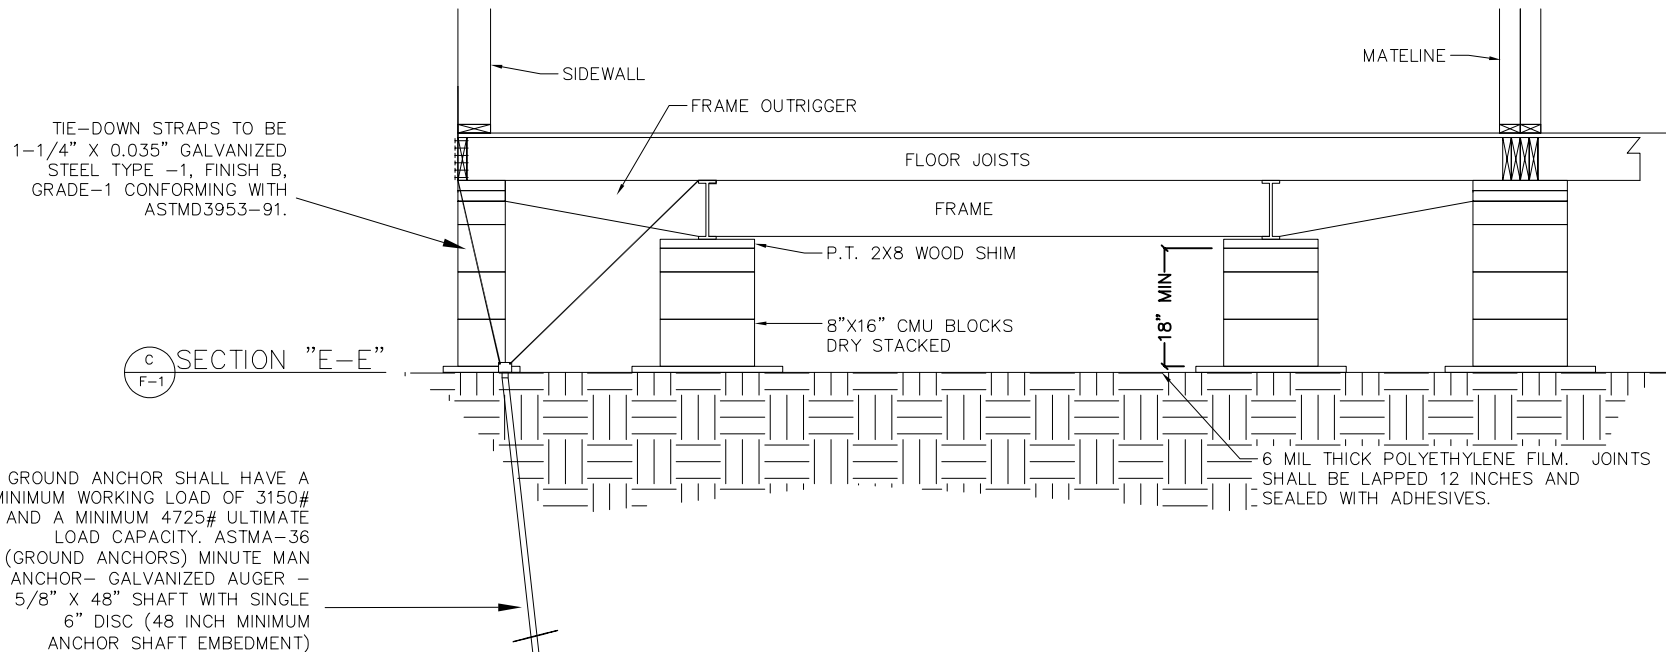 SIDEWALL
MATELINE
FRAME OUTRIGGER
TIE-DOWN STRAPS TO BE
1-1/4" X 0.035" GALVANIZED
STEEL TYPE -1, FINISH B,
GRADE-1 CONFORMING WITH
ASTMD3953-91.
FLOOR JOISTS
FRAME
P.T. 2X8 WOOD SHIM
18" MIN
8"X16" CMU BLOCKS
DRY STACKED
C
F-1
SECTION "E-E"
6 MIL THICK POLYETHYLENE FILM. JOINTS
SHALL BE LAPPED 12 INCHES AND
SEALED WITH ADHESIVES.
GROUND ANCHOR SHALL HAVE A
MINIMUM WORKING LOAD OF 3150#
AND A MINIMUM 4725# ULTIMATE
LOAD CAPACITY. ASTMA-36
(GROUND ANCHORS) MINUTE MAN
ANCHOR- GALVANIZED AUGER -
5/8" X 48" SHAFT WITH SINGLE
6" DISC (48 INCH MINIMUM
ANCHOR SHAFT EMBEDMENT)